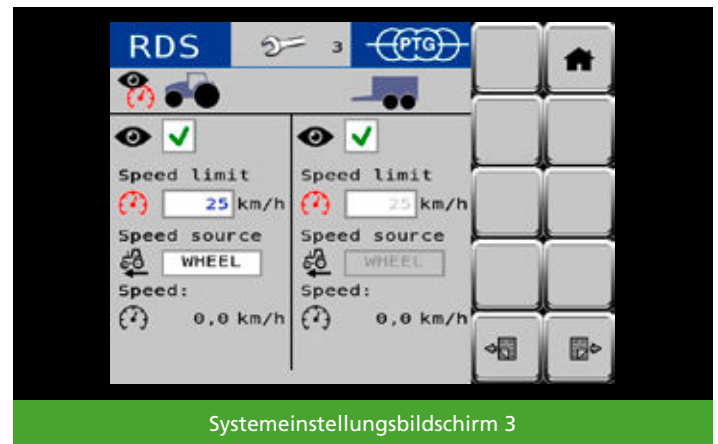 RDS 3 PTG
Speed limit
25 km/h
Speed source
WHEEL
Speed:
0,0 km/h
Speed limit
25 km/h
Speed source
WHEEL
Speed:
0,0 km/h
Systemeinstellungsbildschirm 3